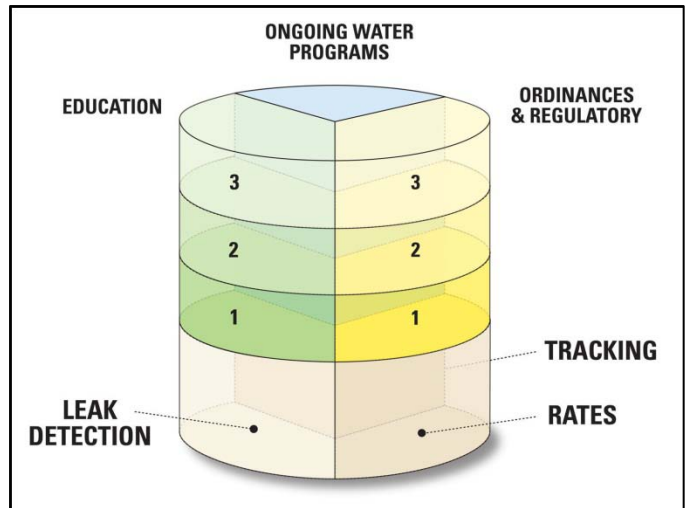 ONGOING WATER
PROGRAMS
EDUCATION
ORDINANCES
& REGULATORY
3
3
2
2
1
1
TRACKING
LEAK
DETECTION
RATES